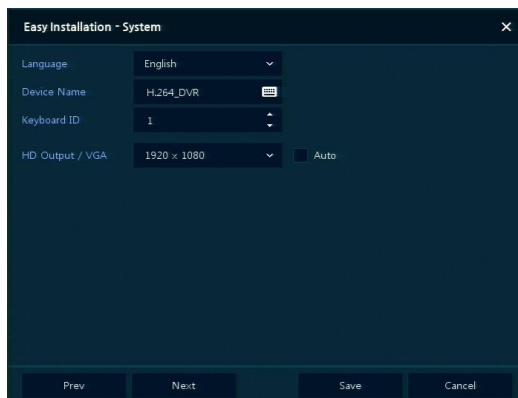 Easy Installation - System
Language English
Device Name H.264_DVR
Keyboard ID 1
HD Output / VGA 1920 x 1080 Auto
Prev Next Save Cancel